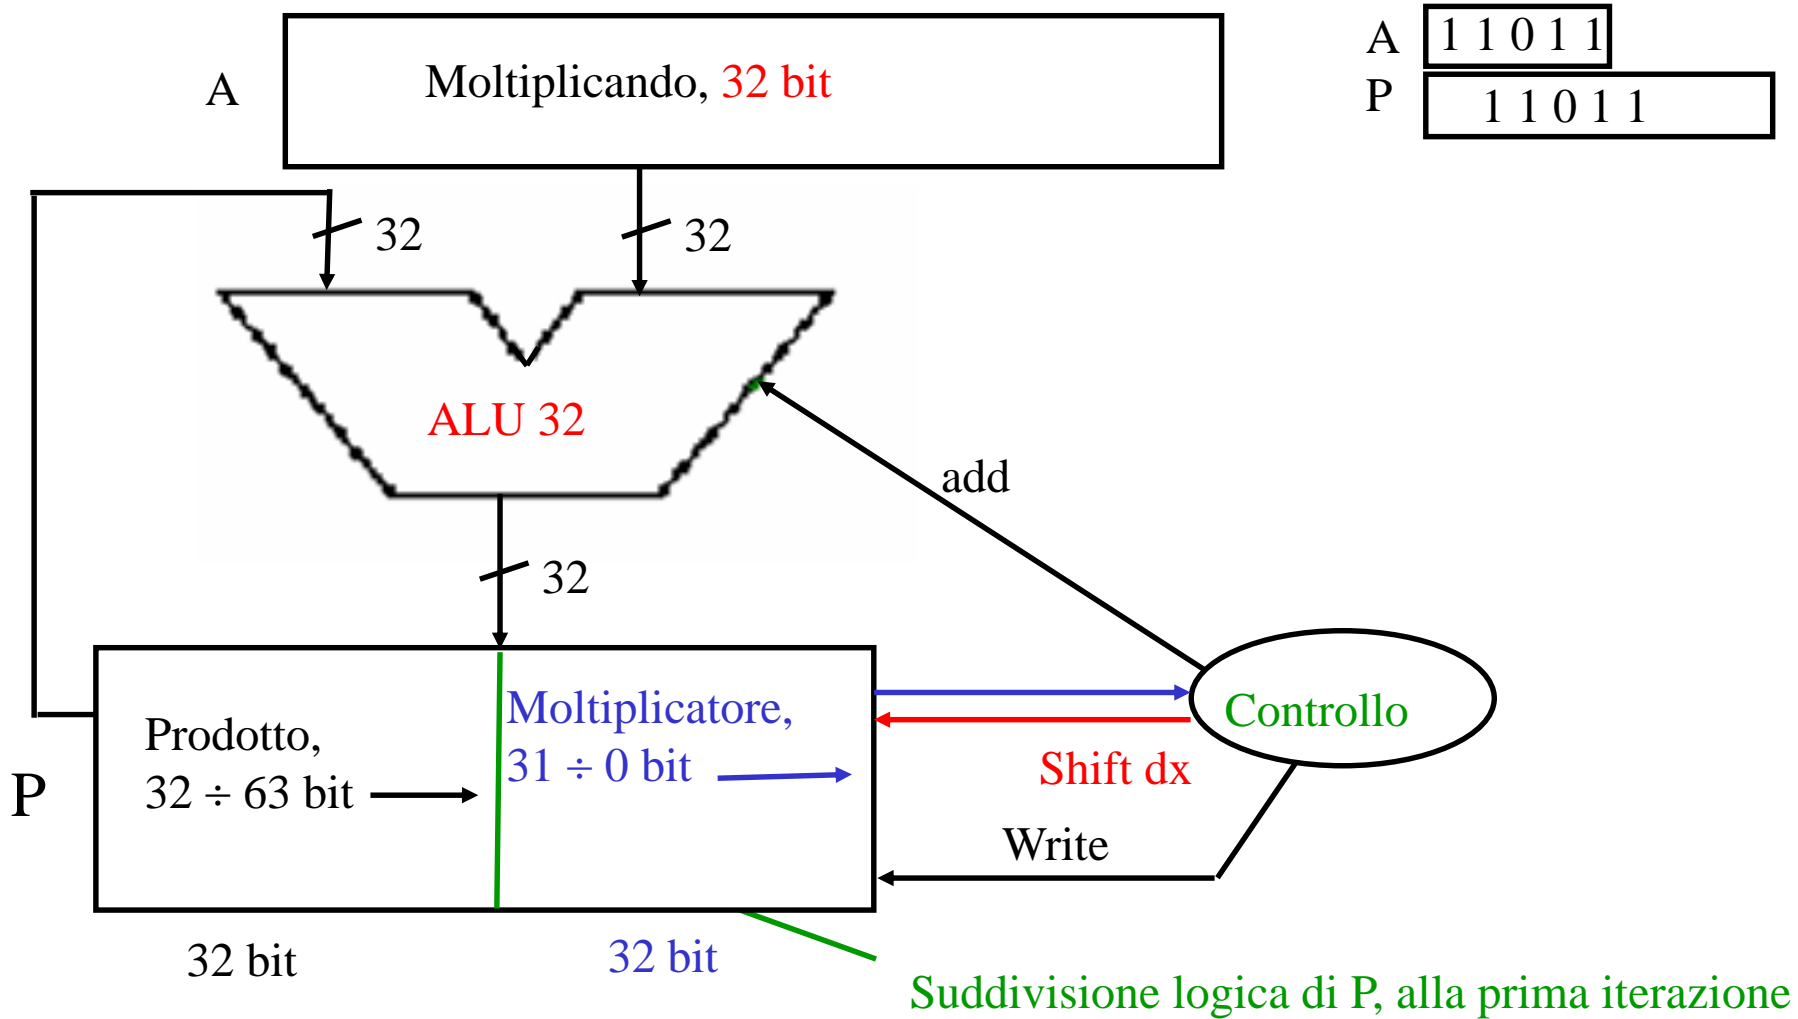 A
1 1 0 1 1
P
1 1 0 1 1
A
Moltiplicando, 32 bit
32
32
ALU 32
add
32
P
Prodotto,
32 ÷ 63 bit
Moltiplicatore,
31 ÷ 0 bit
Controllo
Shift dx
Write
32 bit
32 bit
Suddivisione logica di P, alla prima iterazione